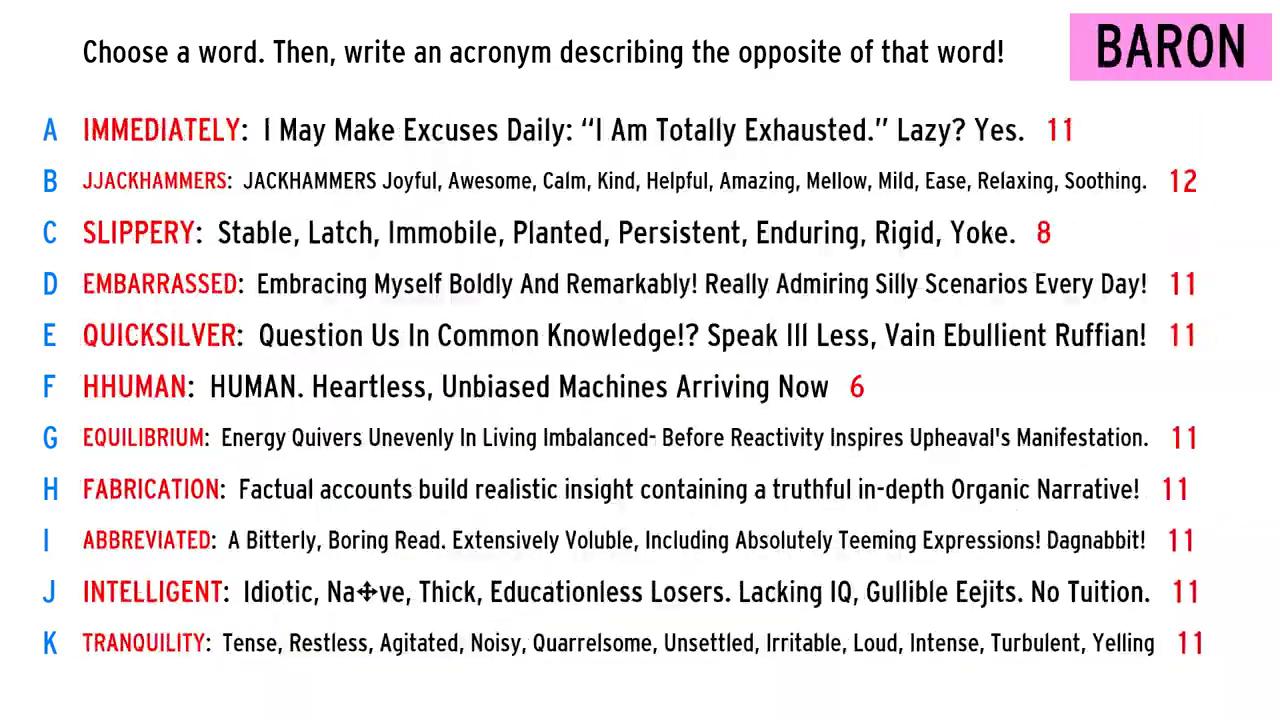 Choose a word. Then, write an acronym describing the opposite of that word!
BARON
A IMMEDIATELY: I May Make Excuses Daily: “I Am Totally Exhausted.” Lazy? Yes. 11
B JJACKHAMMERS: JACKHAMMERS Joyful, Awesome, Calm, Kind, Helpful, Amazing, Mellow, Mild, Ease, Relaxing, Soothing. 12
C SLIPPERY: Stable, Latch, Immobile, Planted, Persistent, Enduring, Rigid, Yoke. 8
D EMBARRASSED: Embracing Myself Boldly And Remarkably! Really Admiring Silly Scenarios Every Day! 11
E QUICKSILVER: Question Us In Common Knowledge!? Speak Ill Less, Vain Ebullient Ruffian! 11
F HHUMAN: HUMAN. Heartless, Unbiased Machines Arriving Now 6
G EQUILIBRIUM: Energy Quivers Unevenly In Living Imbalanced- Before Reactivity Inspires Upheaval's Manifestation. 11
H FABRICATION: Factual accounts build realistic insight containing a truthful in-depth Organic Narrative! 11
I ABBREVIATED: A Bitterly, Boring Read. Extensively Voluble, Including Absolutely Teeming Expressions! Dagnabbit! 11
J INTELLIGENT: Idiotic, Na✢ve, Thick, Educationless Losers. Lacking IQ, Gullible Eejits. No Tuition. 11
K TRANQUILITY: Tense, Restless, Agitated, Noisy, Quarrelsome, Unsettled, Irritable, Loud, Intense, Turbulent, Yelling 11